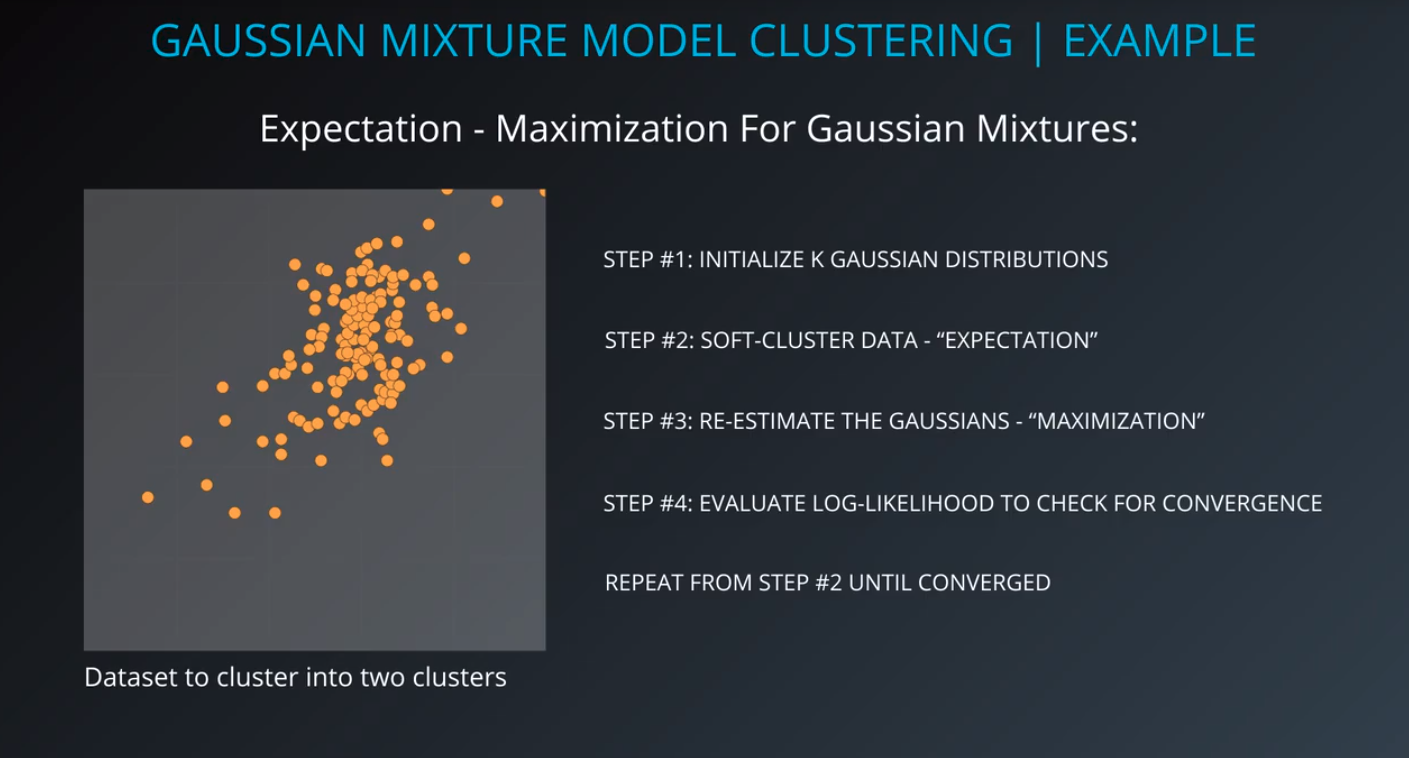 GAUSSIAN MIXTURE MODEL CLUSTERING | EXAMPLE
Expectation - Maximization For Gaussian Mixtures:
STEP #1: INITIALIZE K GAUSSIAN DISTRIBUTIONS
STEP #2: SOFT-CLUSTER DATA - “EXPECTATION”
STEP #3: RE-ESTIMATE THE GAUSSIANS - “MAXIMIZATION”
STEP #4: EVALUATE LOG-LIKELIHOOD TO CHECK FOR CONVERGENCE
REPEAT FROM STEP #2 UNTIL CONVERGED
Dataset to cluster into two clusters